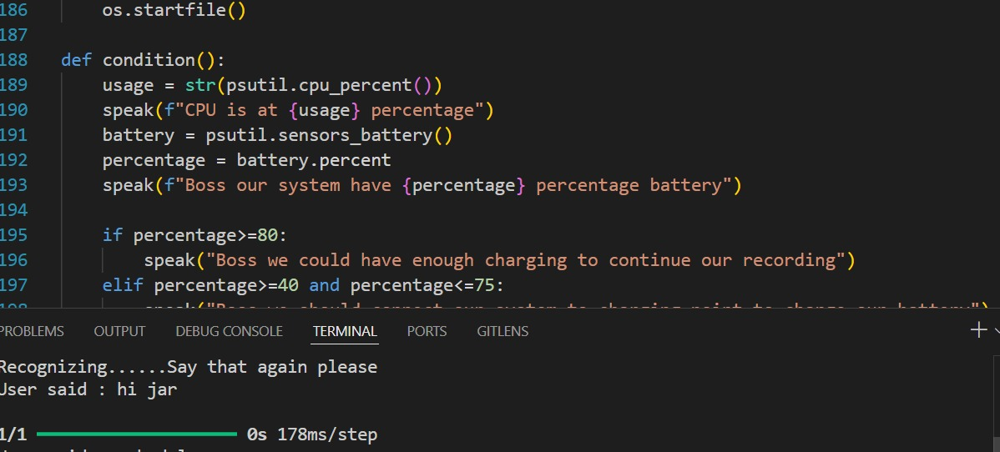 186 os.startfile()
187
188 def condition():
189 usage = str(psutil.cpu_percent())
190 speak(f"CPU is at {usage} percentage")
191 battery = psutil.sensors_battery()
192 percentage = battery.percent
193 speak(f"Boss our system have {percentage} percentage battery")
194
195 if percentage>=80:
196 speak("Boss we could have enough charging to continue our recording")
197 elif percentage>=40 and percentage<=75:
PROBLEMS OUTPUT DEBUG CONSOLE TERMINAL PORTS GITLENS
Recognizing......Say that again please
User said : hi jar
1/1 0s 178ms/step